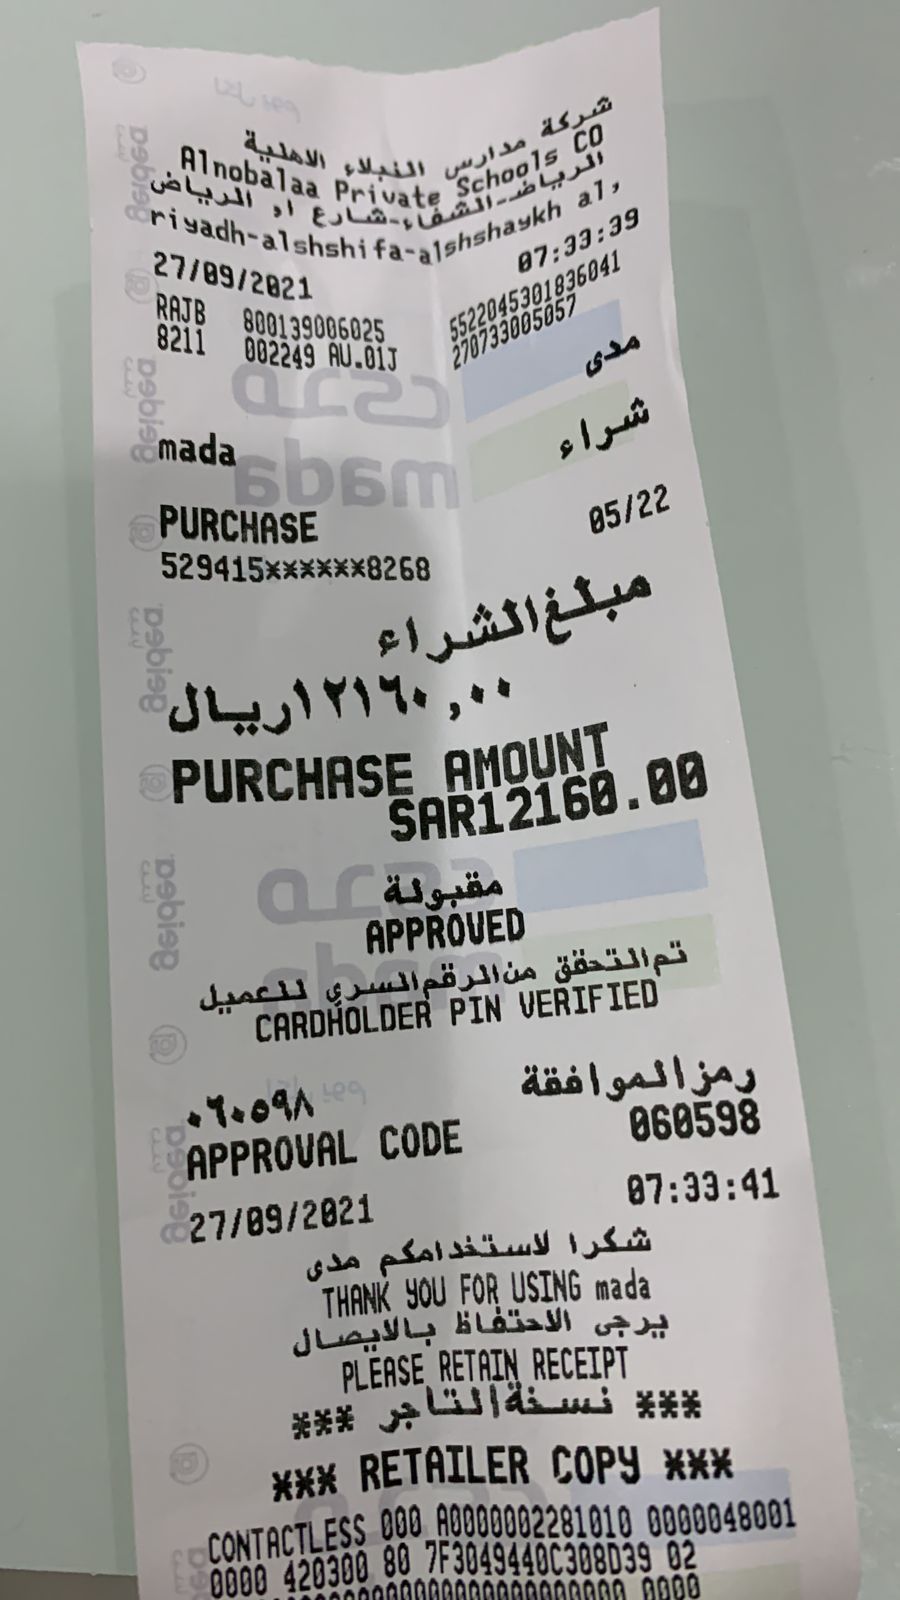 شركة مدارس النبلاء الاهلية
Alnobalaa Private Schools CO
الرياض-الشفاء-شارع او الرياض
riyadh-alshshifa-alshshaykh al,
27/09/2021 07:33:39
RAJB 800139006025 5522045301836041
8211 002249 AU.01J 270733005057
مدى
mada
شراء
PURCHASE
05/22
529415******8268
مبلغ الشراء
١٢١٦٠,٠٠ ريال
PURCHASE AMOUNT
SAR12160.00
مقبولة
APPROVED
تم التحقق من الرقم السري للعميل
CARDHOLDER PIN VERIFIED
رمز الموافقة ٠٦٠٥٩٨
APPROVAL CODE 060598
27/09/2021 07:33:41
شكرا لاستخدامكم مدى
THANK YOU FOR USING mada
يرجى الاحتفاظ بالايصال
PLEASE RETAIN RECEIPT
*** نسخة التاجر ***
*** RETAILER COPY ***
CONTACTLESS 000 A0000002281010 0000048001
0000 420300 80 7F3049440C308D39 02